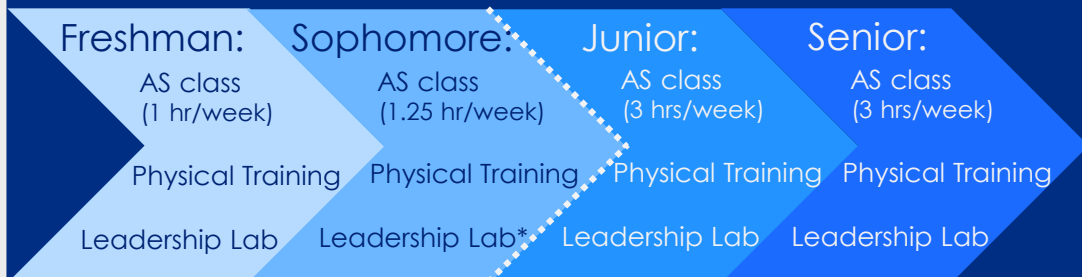 Freshman:
AS class
(1 hr/week)
Physical Training
Leadership Lab
Sophomore:
AS class
(1.25 hr/week)
Physical Training
Leadership Lab*
Junior:
AS class
(3 hrs/week)
Physical Training
Leadership Lab
Senior:
AS class
(3 hrs/week)
Physical Training
Leadership Lab